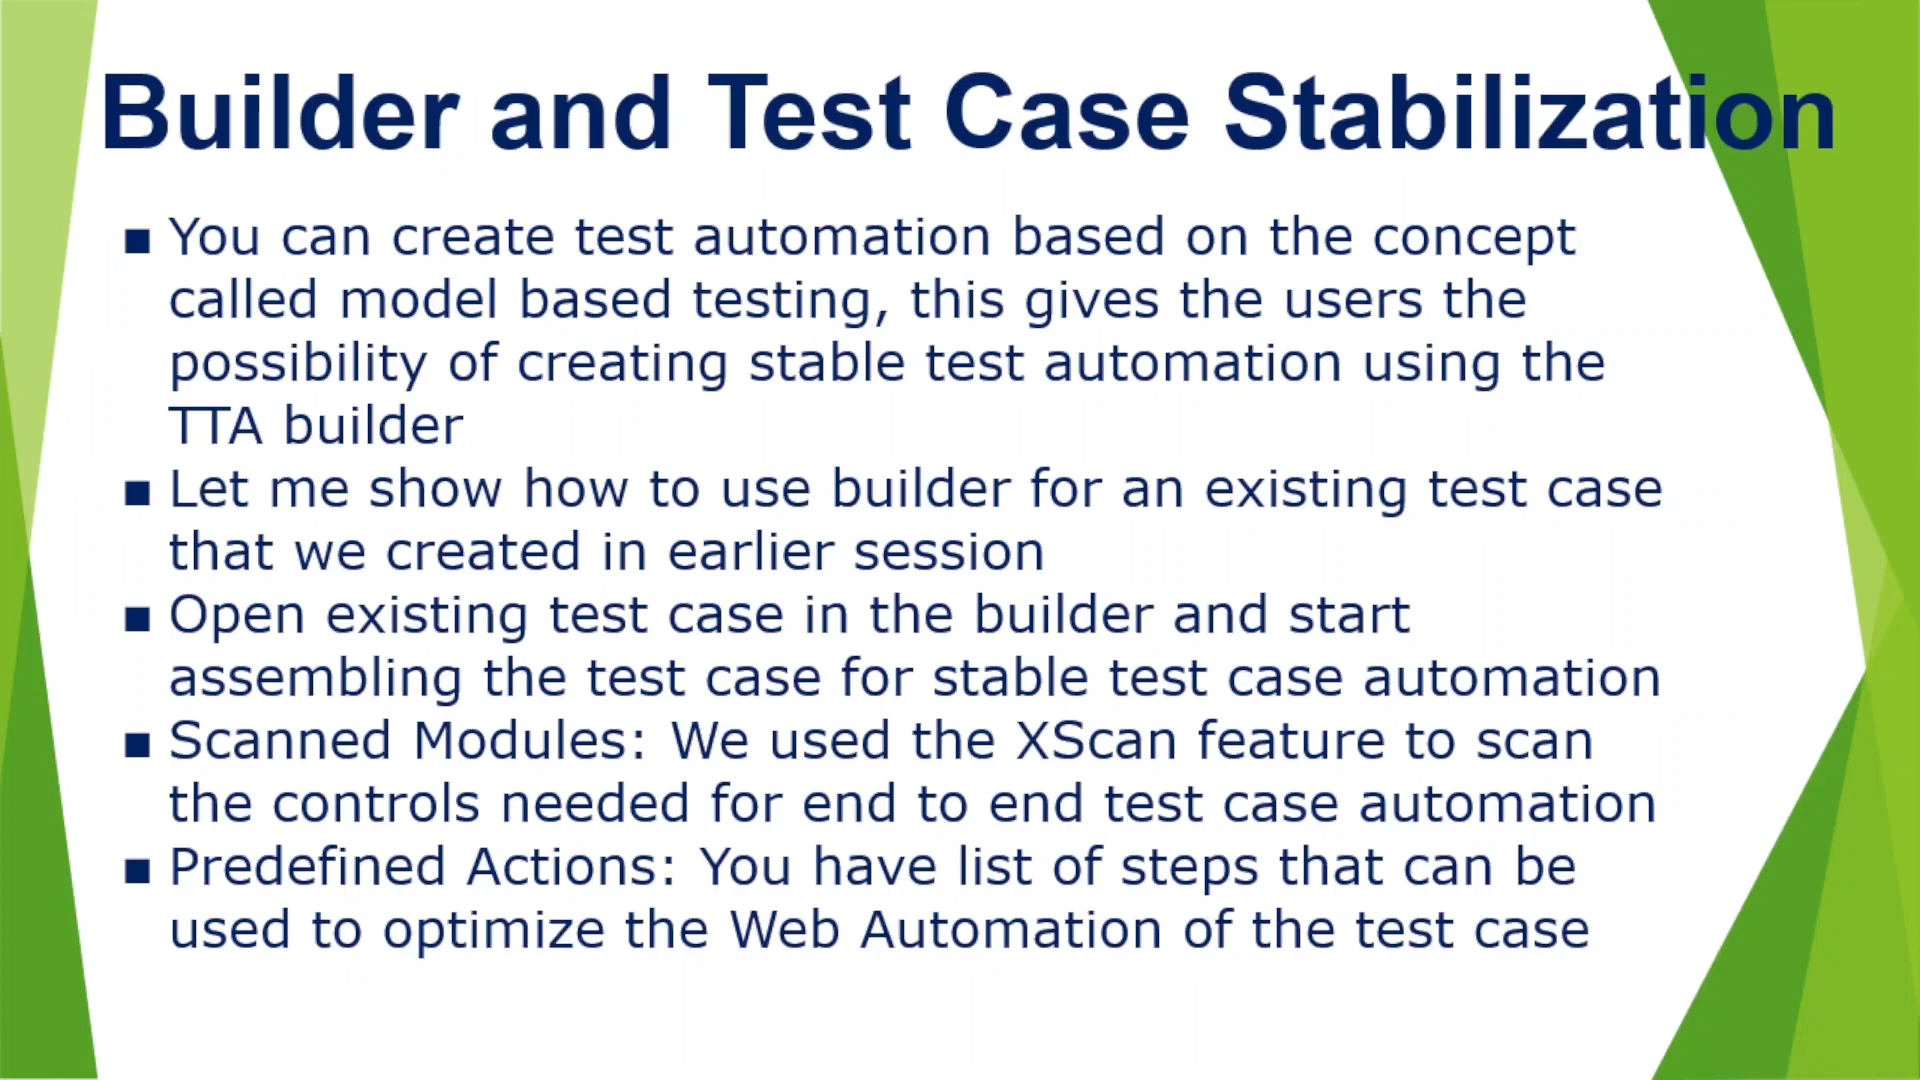 Builder and Test Case Stabilization
■ You can create test automation based on the concept
called model based testing, this gives the users the
possibility of creating stable test automation using the
TTA builder
■ Let me show how to use builder for an existing test case
that we created in earlier session
■ Open existing test case in the builder and start
assembling the test case for stable test case automation
■ Scanned Modules: We used the XScan feature to scan
the controls needed for end to end test case automation
■ Predefined Actions: You have list of steps that can be
used to optimize the Web Automation of the test case